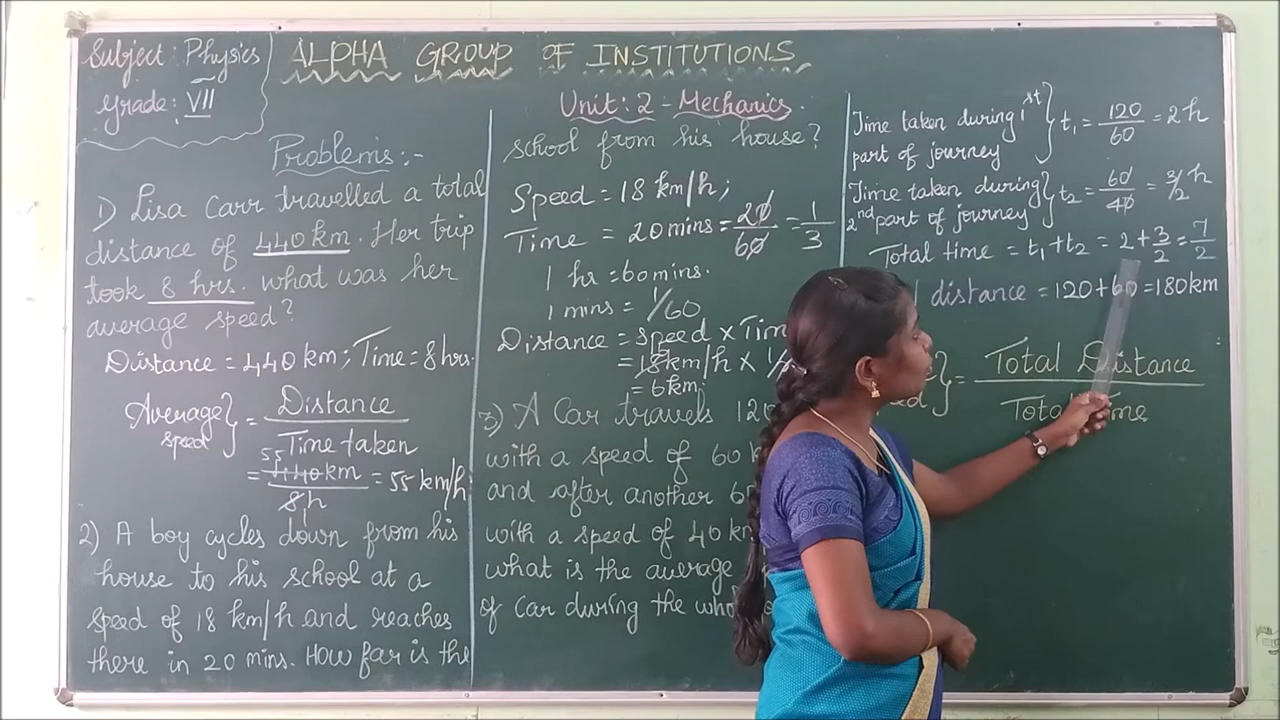 Subject: Physics
Grade: VII
ALPHA GROUP OF INSTITUTIONS
Unit: 2 - Mechanics.
Problems:-
1) Lisa Carr travelled a total
distance of 440 km. Her trip
took 8 hrs. what was her
average speed?
Distance = 440 km; Time = 8 hrs.
Average speed } = Distance / Time taken
= 440 km / 8 h = 55 km/h
55
1
2) A boy cycles down from his
house to his school at a
speed of 18 km/h and reaches
there in 20 mins. How far is the
school from his house?
Speed = 18 km/h;
Time = 20 mins = 20/60 = 1/3
1 hr = 60 mins.
1 mins = 1/60
Distance = speed × Tim
= 18 km/h × 1/
= 6 km;
3) A Car travels 12
with a speed of 60 k
and after another 6
with a speed of 40 k
what is the average
of Car during the who
Time taken during 1st part of journey } t1 = 120/60 = 2 h
Time taken during 2nd part of journey } t2 = 60/40 = 3/2 h
Total time = t1 + t2 = 2 + 3/2 = 7/2
distance = 120 + 60 = 180 km
} = Total Distance / Total Time